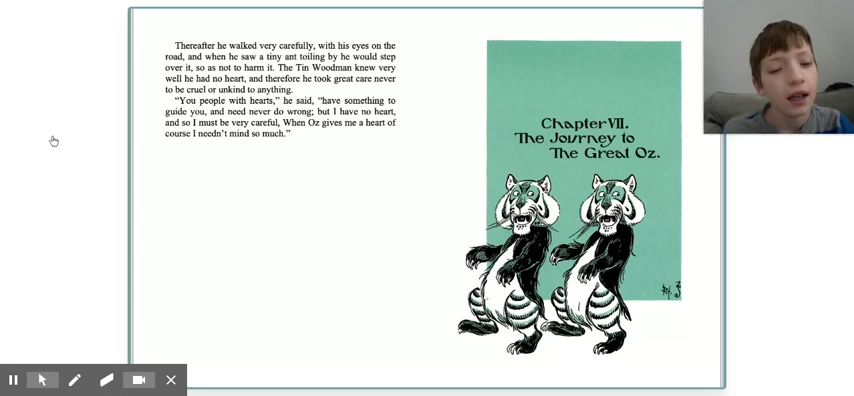 Thereafter he walked very carefully, with his eyes on the
road, and when he saw a tiny ant toiling by he would step
over it, so as not to harm it. The Tin Woodman knew very
well he had no heart, and therefore he took great care never
to be cruel or unkind to anything.
“You people with hearts,” he said, “have something to
guide you, and need never do wrong; but I have no heart,
and so I must be very careful, When Oz gives me a heart of
course I needn’t mind so much.”
Chapter VII.
The Journey to
The Great Oz.